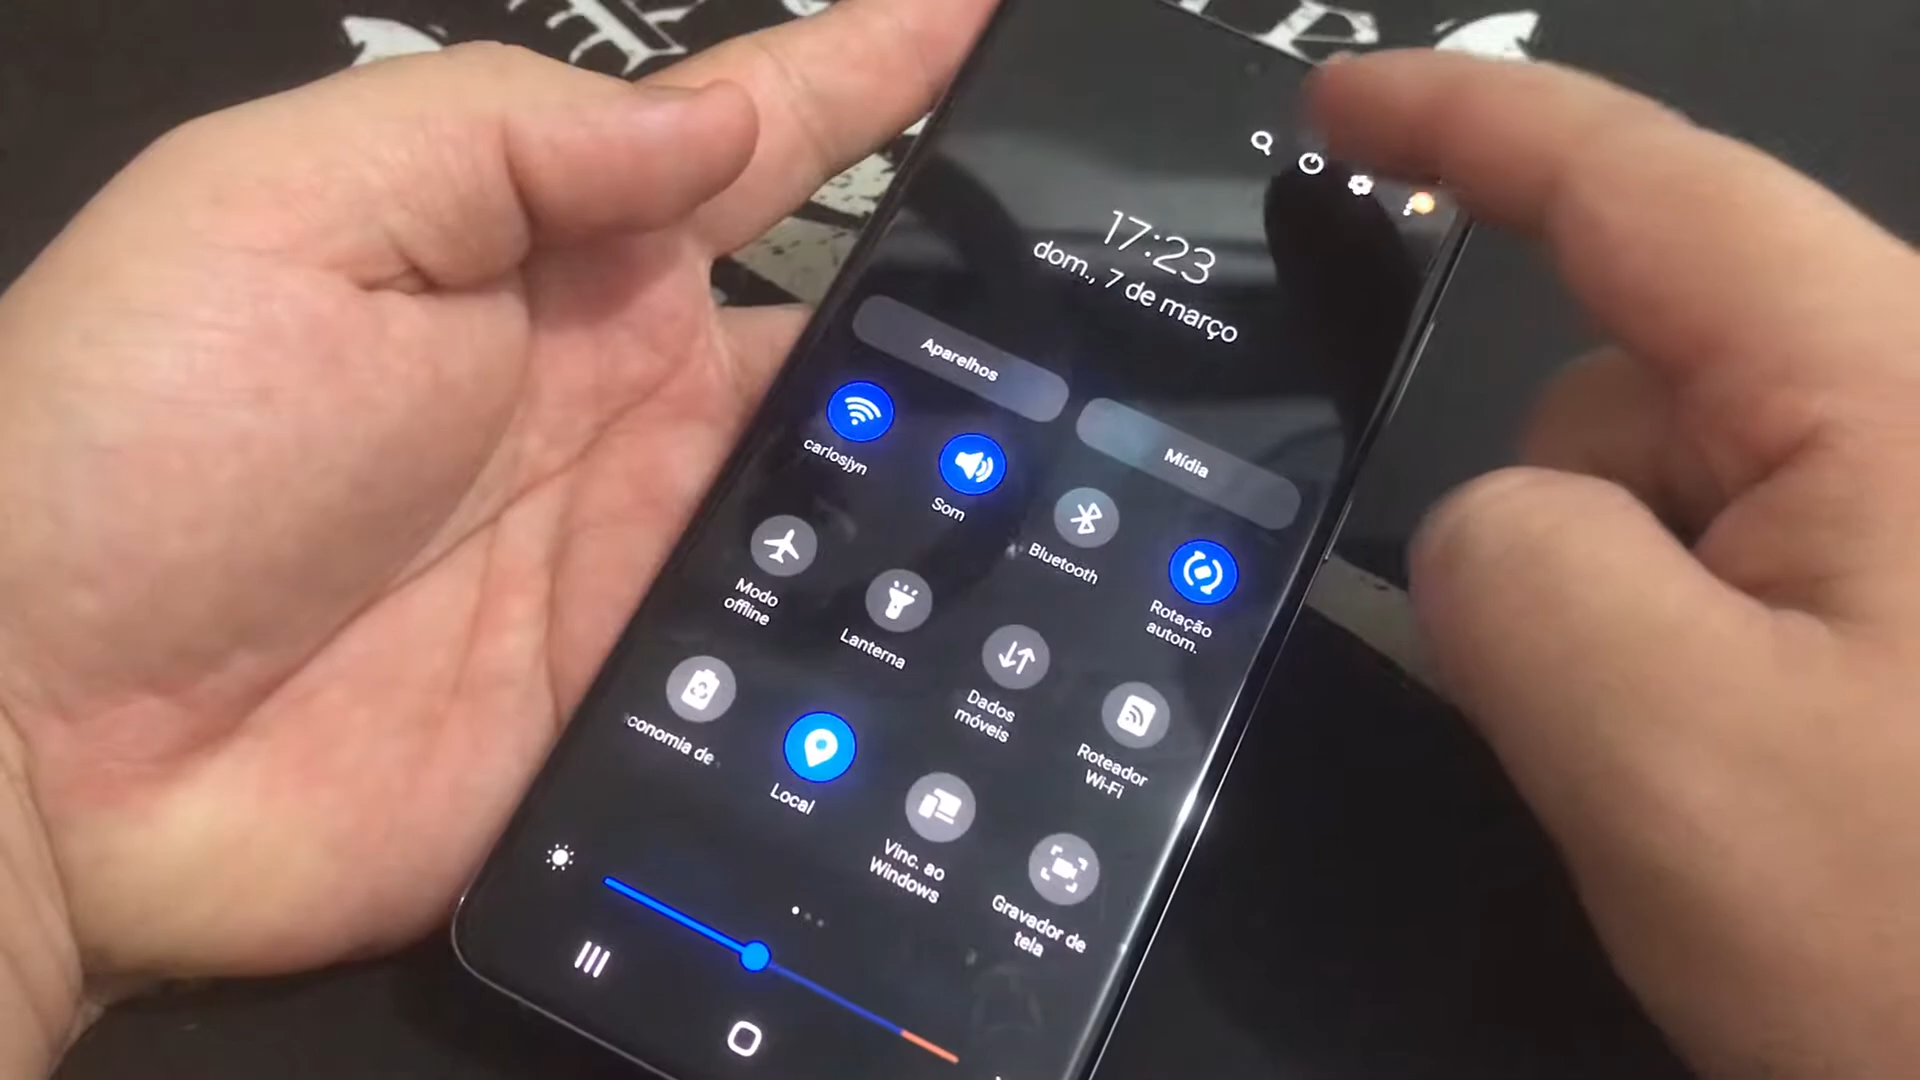 17:23
dom., 7 de março
Aparelhos
Mídia
carlosjyn
Som
Bluetooth
Rotação
autom.
Modo
offline
Lanterna
Dados
móveis
Roteador
Wi-Fi
conomia de
Local
Vinc. ao
Windows
Gravador de
tela